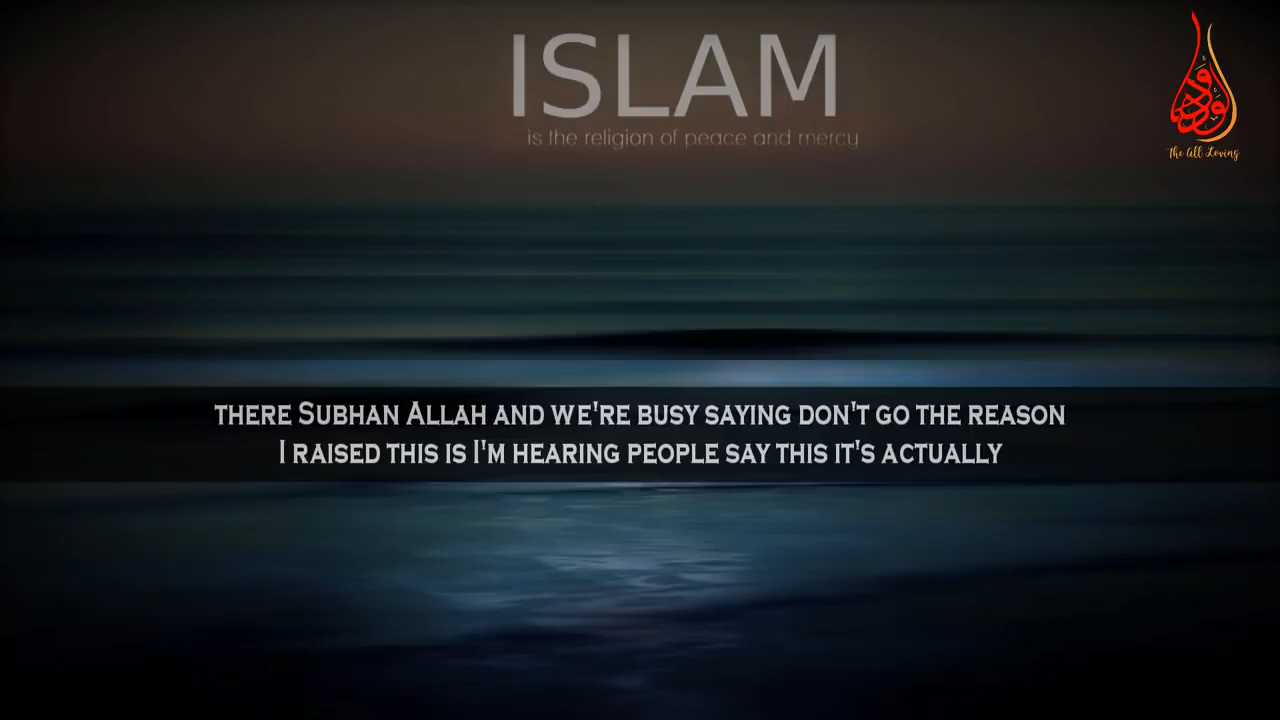 ISLAM
is the religion of peace and mercy
الودود
The All Loving
THERE SUBHAN ALLAH AND WE'RE BUSY SAYING DON'T GO THE REASON
I RAISED THIS IS I'M HEARING PEOPLE SAY THIS IT'S ACTUALLY